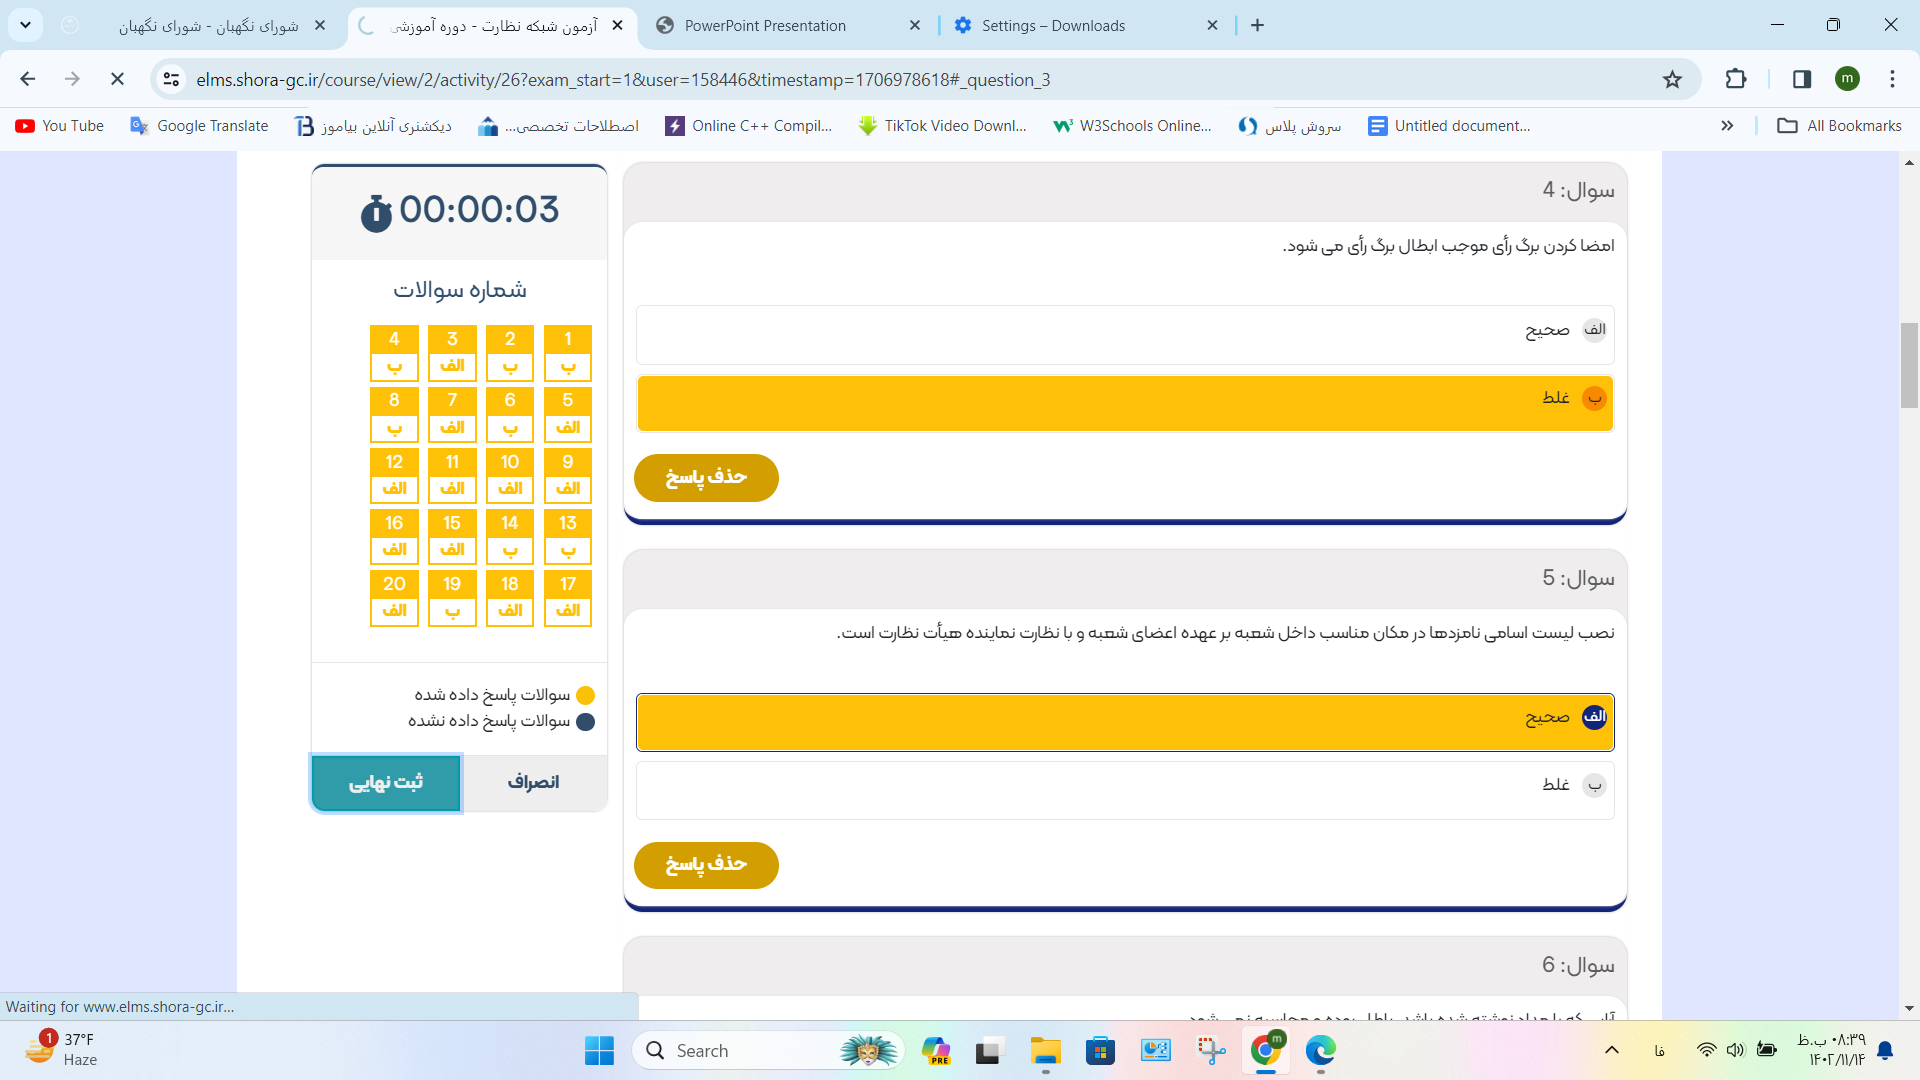 شورای نگهبان - شورای نگهبان
آزمون شبکه نظارت - دوره آموزشی
PowerPoint Presentation
Settings – Downloads
elms.shora-gc.ir/course/view/2/activity/26?exam_start=1&user=158446&timestamp=1706978618#_question_3
m
You Tube
Google Translate
دیکشنری آنلاین بیاموز
اصطلاحات تخصصی...
Online C++ Compil...
TikTok Video Downl...
W3Schools Online...
سروش پلاس
Untitled document...
All Bookmarks
00:00:03
شماره سوالات
1 2 3 4
ب ب الف ب
5 6 7 8
الف ب الف ب
9 10 11 12
الف الف الف الف
13 14 15 16
ب ب الف الف
17 18 19 20
الف الف ب الف
سوالات پاسخ داده شده
سوالات پاسخ داده نشده
انصراف
ثبت نهایی
سوال: 4
امضا کردن برگ رأی موجب ابطال برگ رأی می شود.
الف صحیح
ب غلط
حذف پاسخ
سوال: 5
نصب لیست اسامی نامزدها در مکان مناسب داخل شعبه بر عهده اعضای شعبه و با نظارت نماینده هیأت نظارت است.
الف صحیح
ب غلط
حذف پاسخ
سوال: 6
Waiting for www.elms.shora-gc.ir...
1
37°F
Haze
Search
PRE
m
فا
۰۸:۳۹ ب.ظ
۱۴۰۲/۱۱/۱۴